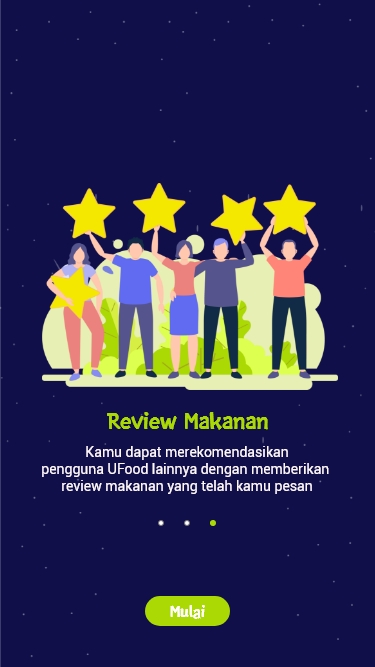 Review Makanan
Kamu dapat merekomendasikan
pengguna UFood lainnya dengan memberikan
review makanan yang telah kamu pesan
Mulai